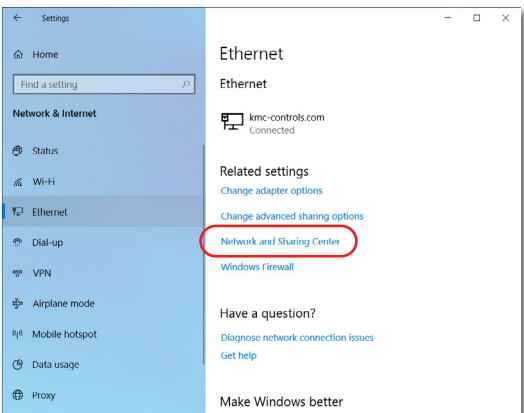 Settings
Home
Find a setting
Network & Internet
Status
Wi-Fi
Ethernet
Dial-up
VPN
Airplane mode
Mobile hotspot
Data usage
Proxy
Ethernet
Ethernet
kmc-controls.com
Connected
Related settings
Change adapter options
Change advanced sharing options
Network and Sharing Center
Windows Firewall
Have a question?
Diagnose network connection issues
Get help
Make Windows better